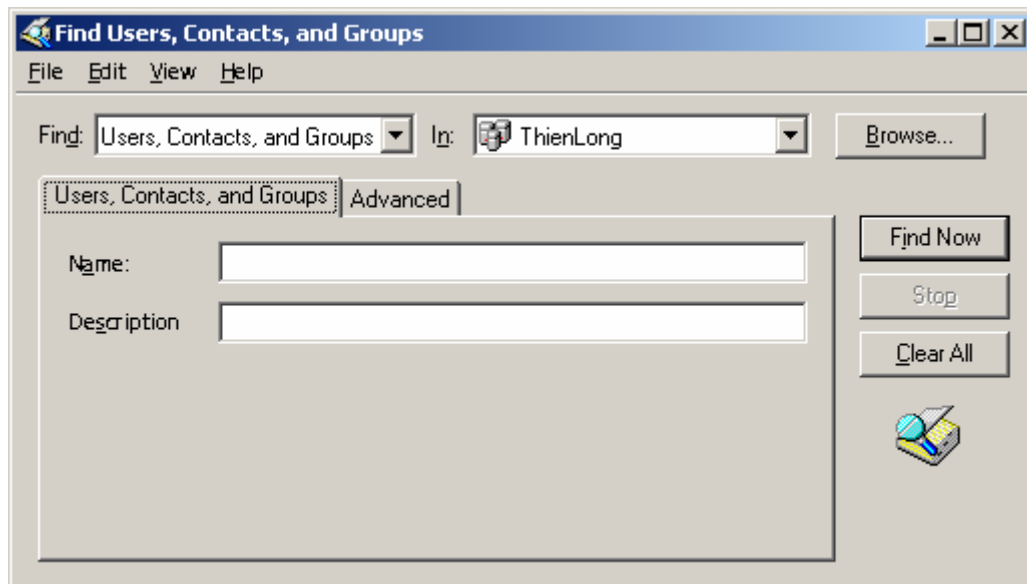 Find Users, Contacts, and Groups
File Edit View Help
Find: Users, Contacts, and Groups In: ThienLong Browse...
Users, Contacts, and Groups Advanced
Name:
Description
Find Now
Stop
Clear All